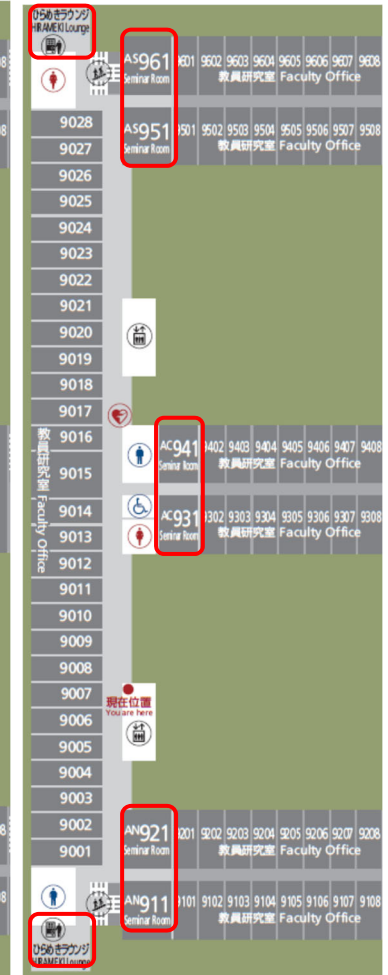 ひらめきラウンジ
HIRAMEKI Lounge
AS961
Seminar Room
9602 9603 9604 9605 9606 9607 9608
教員研究室 Faculty Office
AS951
Seminar Room
9501 9502 9503 9504 9505 9506 9507 9508
教員研究室 Faculty Office
9028
9027
9026
9025
9024
9023
9022
9021
9020
9019
9018
9017
9016
9015
9014
9013
9012
9011
9010
9009
9008
9007
9006
9005
9004
9003
9002
9001
教員研究室 Faculty Office
AC941
Seminar Room
9402 9403 9404 9405 9406 9407 9408
教員研究室 Faculty Office
AC931
Seminar Room
9302 9303 9304 9305 9306 9307 9308
教員研究室 Faculty Office
現在位置
You are here
AN921
Seminar Room
9202 9203 9204 9205 9206 9207 9208
教員研究室 Faculty Office
AN911
Seminar Room
9101 9102 9103 9104 9105 9106 9107 9108
教員研究室 Faculty Office
ひらめきラウンジ
HIRAMEKI Lounge